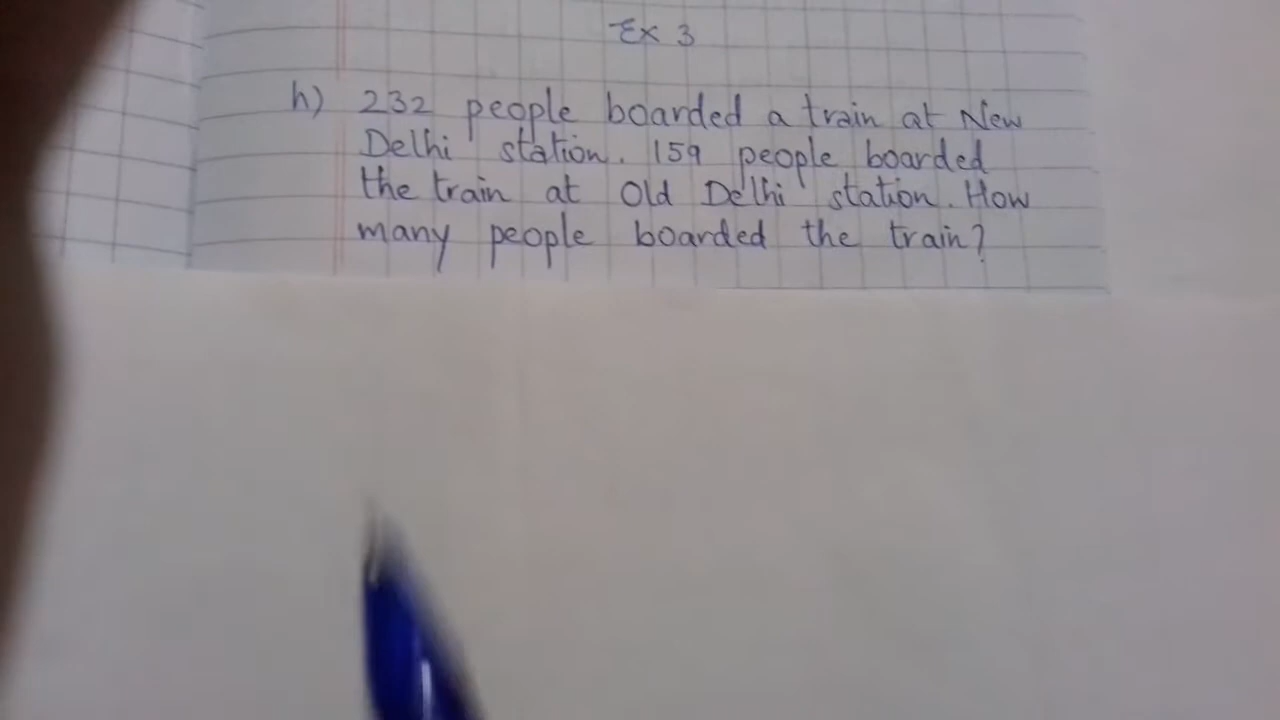 Ex 3
h) 232 people boarded a train at New
Delhi station. 159 people boarded
the train at Old Delhi station. How
many people boarded the train?